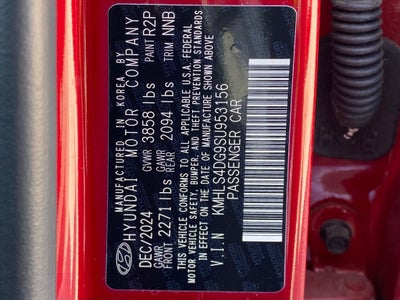 MANUFACTURED IN KOREA BY
HYUNDAI MOTOR COMPANY
DEC/2024 GVWR 3858 lbs PAINT R2P
GAWR FRONT 2271 lbs GAWR REAR 2094 lbs TRIM NNB
THIS VEHICLE CONFORMS TO ALL APPLICABLE U.S.A. FEDERAL
MOTOR VEHICLE SAFETY, BUMPER, AND THEFT PREVENTION STANDARDS
IN EFFECT ON THE DATE OF MANUFACTURE SHOWN ABOVE
V.I.N KMHLS4DG9SU953156
PASSENGER CAR